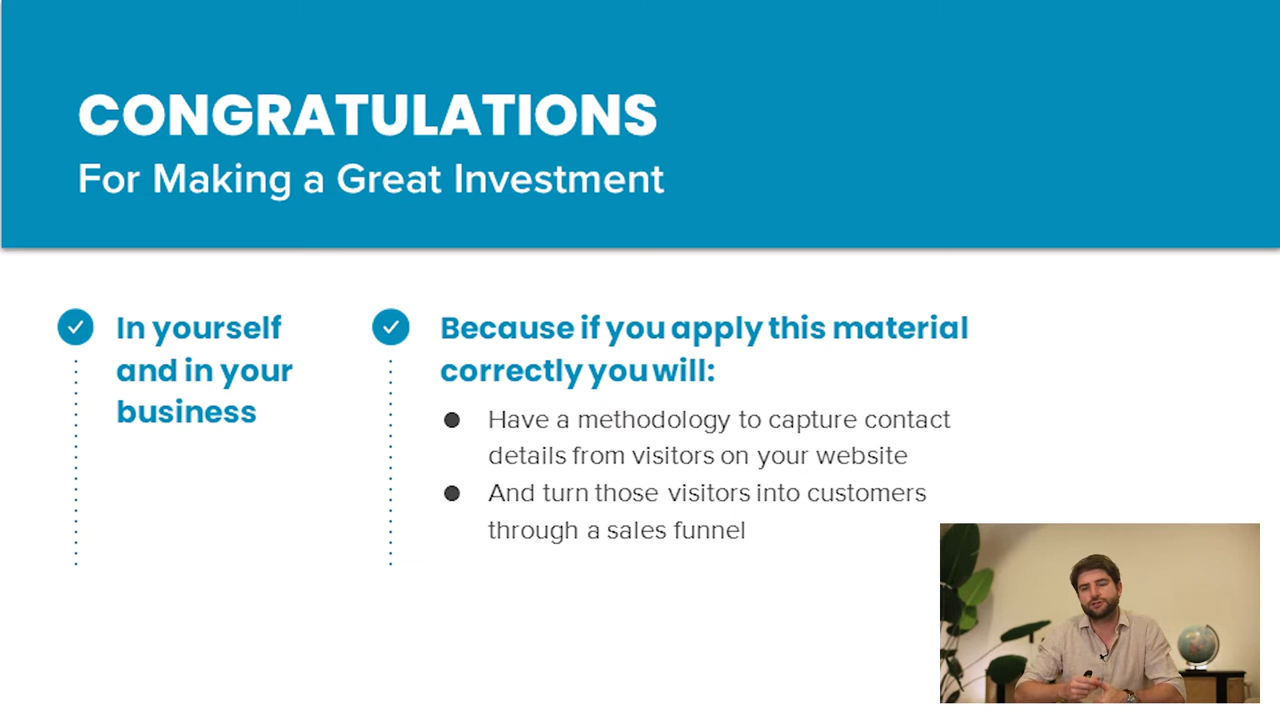 CONGRATULATIONS
For Making a Great Investment
In yourself
and in your
business
Because if you apply this material
correctly you will:
Have a methodology to capture contact
details from visitors on your website
And turn those visitors into customers
through a sales funnel